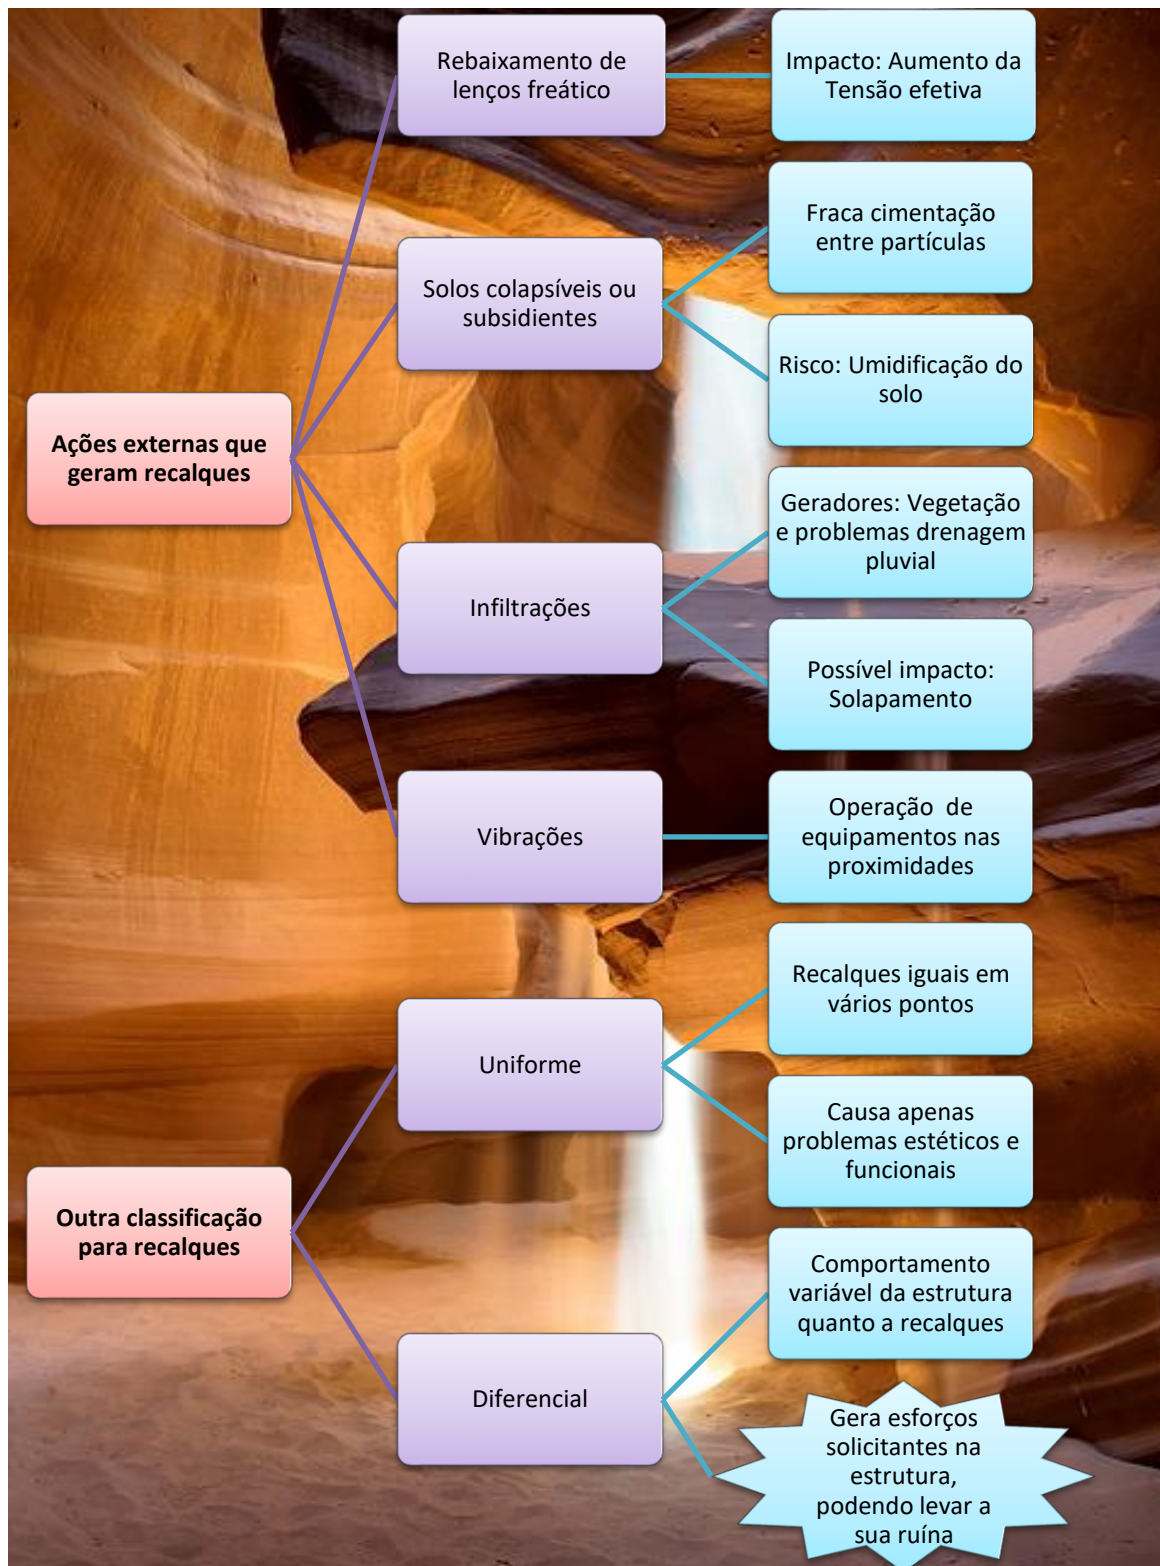 Rebaixamento de
lenços freático
Impacto: Aumento da
Tensão efetiva
Fraca cimentação
entre partículas
Solos colapsíveis ou
subsidientes
Risco: Umidificação do
solo
Ações externas que
geram recalques
Geradores: Vegetação
e problemas drenagem
pluvial
Infiltrações
Possível impacto:
Solapamento
Vibrações
Operação  de
equipamentos nas
proximidades
Recalques iguais em
vários pontos
Uniforme
Causa apenas
problemas estéticos e
funcionais
Outra classificação
para recalques
Comportamento
variável da estrutura
quanto a recalques
Diferencial
Gera esforços
solicitantes na
estrutura,
podendo levar a
sua ruína